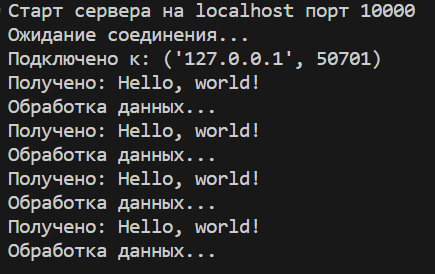 Старт сервера на localhost порт 10000
Ожидание соединения...
Подключено к: ('127.0.0.1', 50701)
Получено: Hello, world!
Обработка данных...
Получено: Hello, world!
Обработка данных...
Получено: Hello, world!
Обработка данных...
Получено: Hello, world!
Обработка данных...